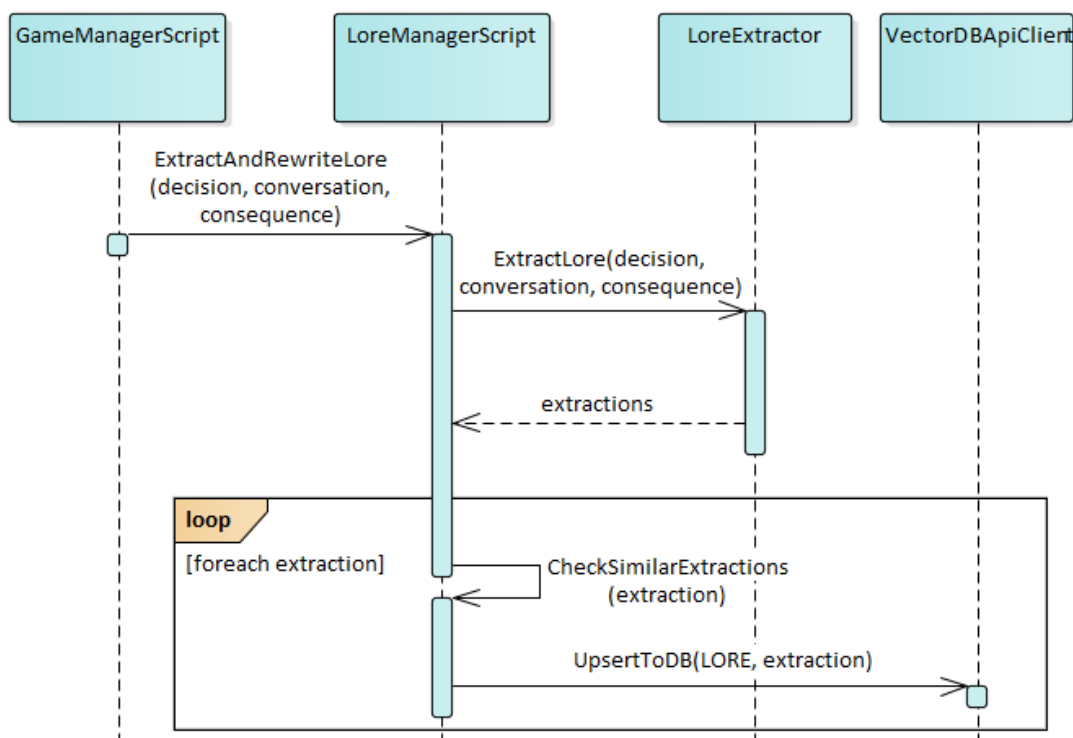 GameManagerScript
LoreManagerScript
LoreExtractor
VectorDBApiClient
ExtractAndRewriteLore
(decision, conversation,
consequence)
ExtractLore(decision,
conversation, consequence)
extractions
loop
[foreach extraction]
CheckSimilarExtractions
(extraction)
UpsertToDB(LORE, extraction)